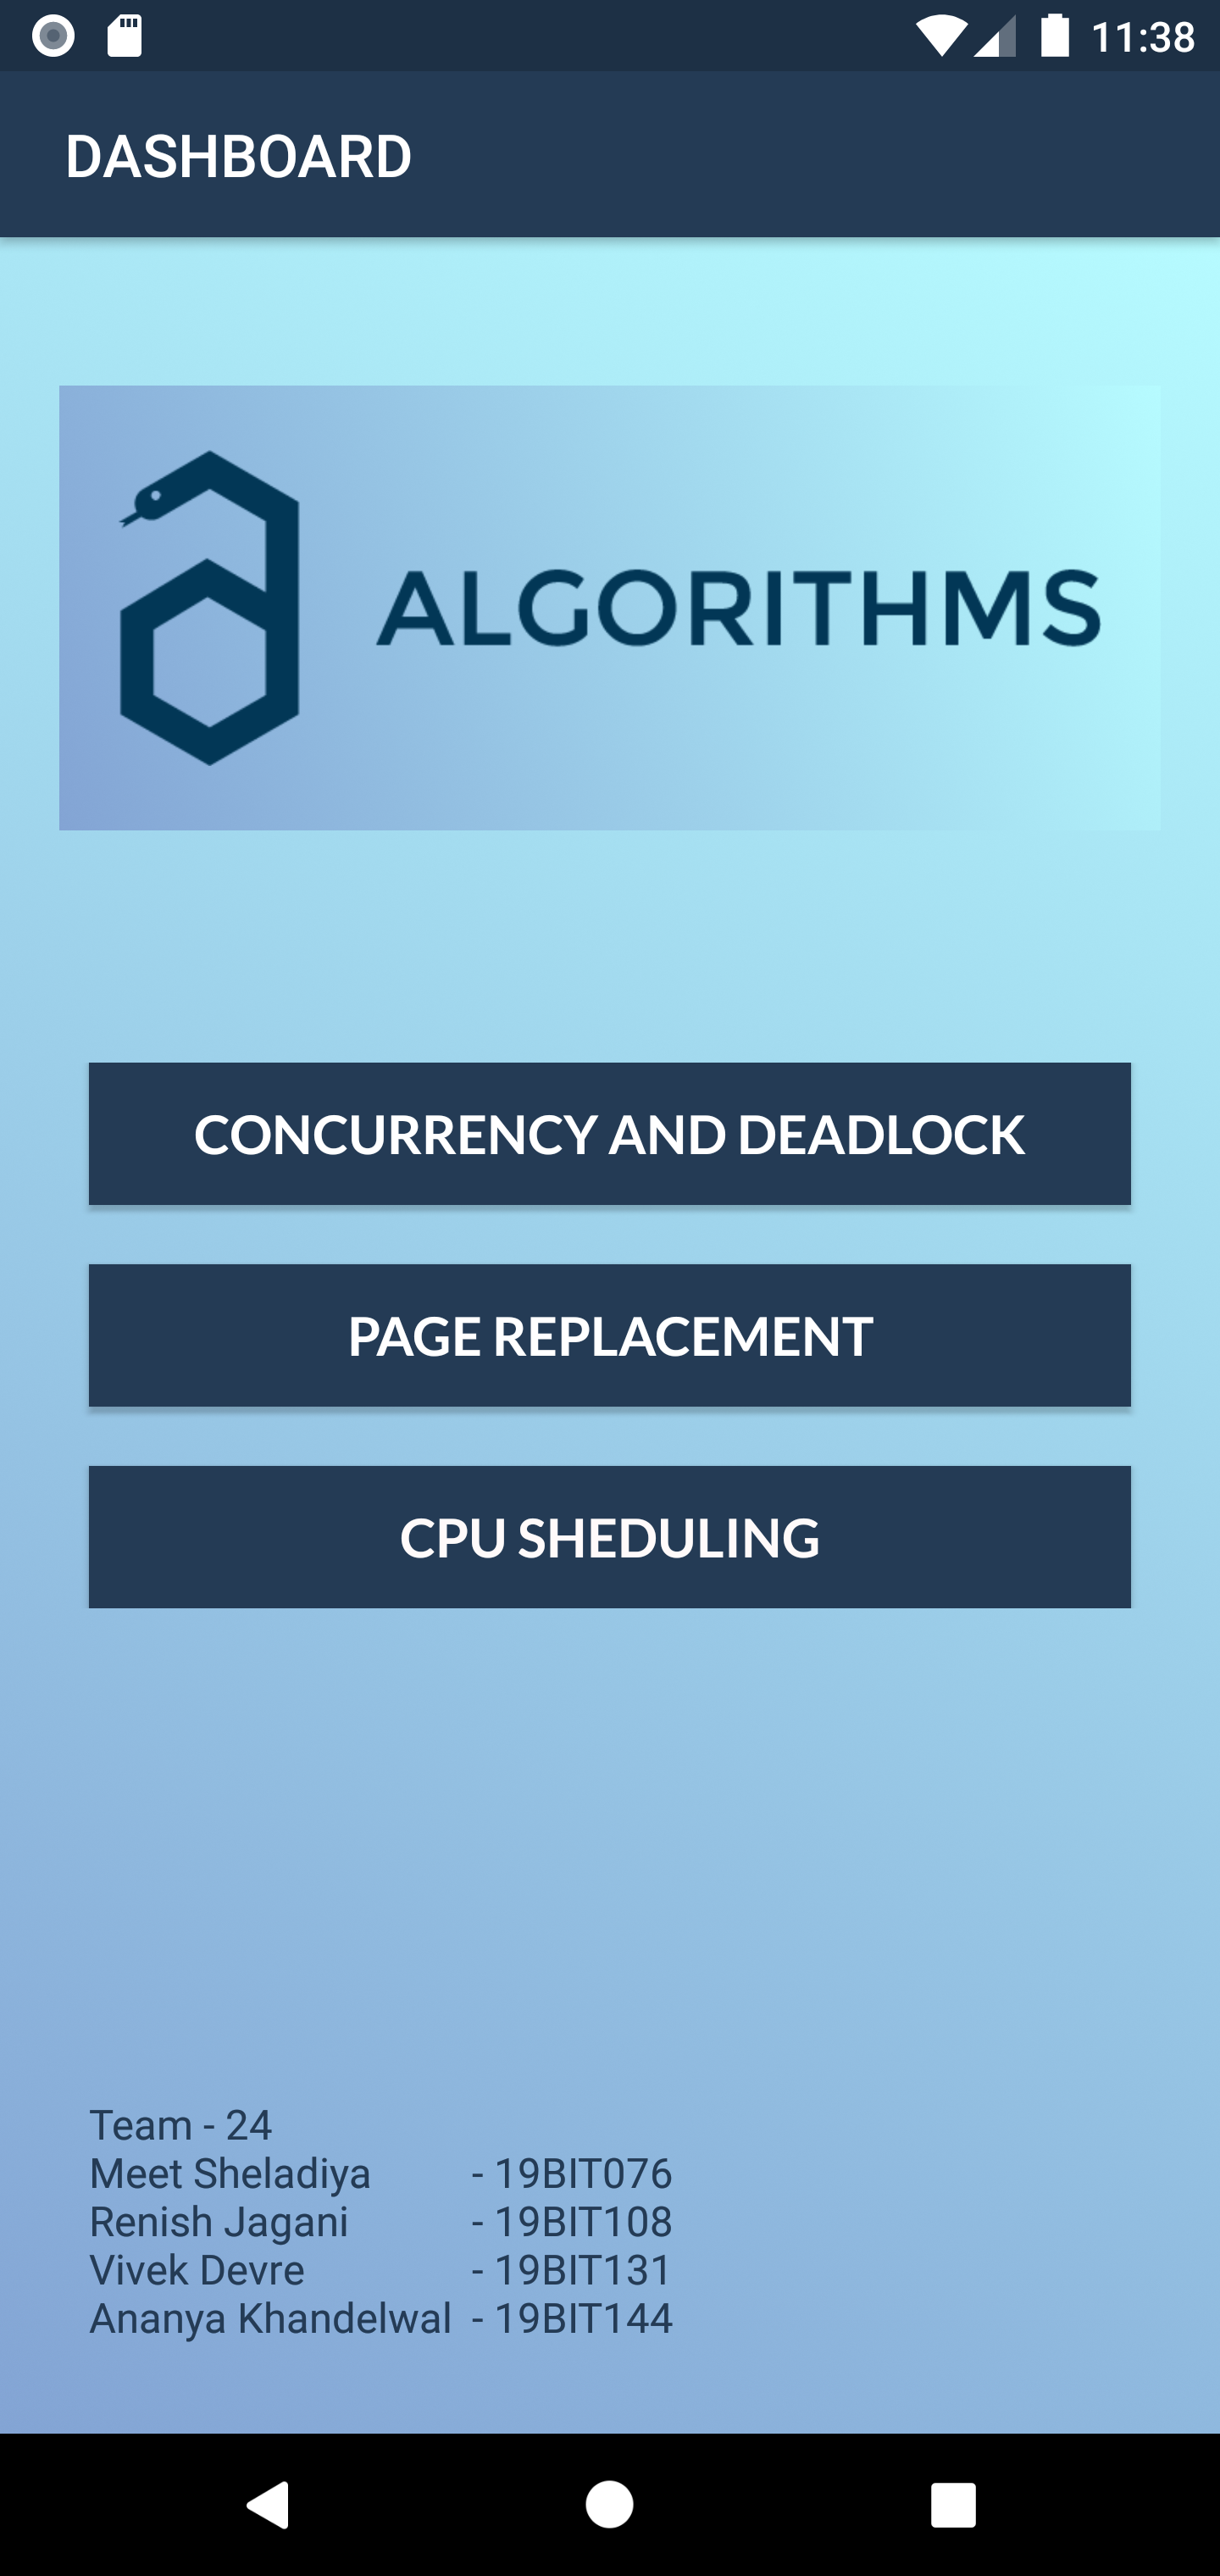 11:38
DASHBOARD
ALGORITHMS
CONCURRENCY AND DEADLOCK
PAGE REPLACEMENT
CPU SHEDULING
Team - 24
Meet Sheladiya - 19BIT076
Renish Jagani - 19BIT108
Vivek Devre - 19BIT131
Ananya Khandelwal - 19BIT144